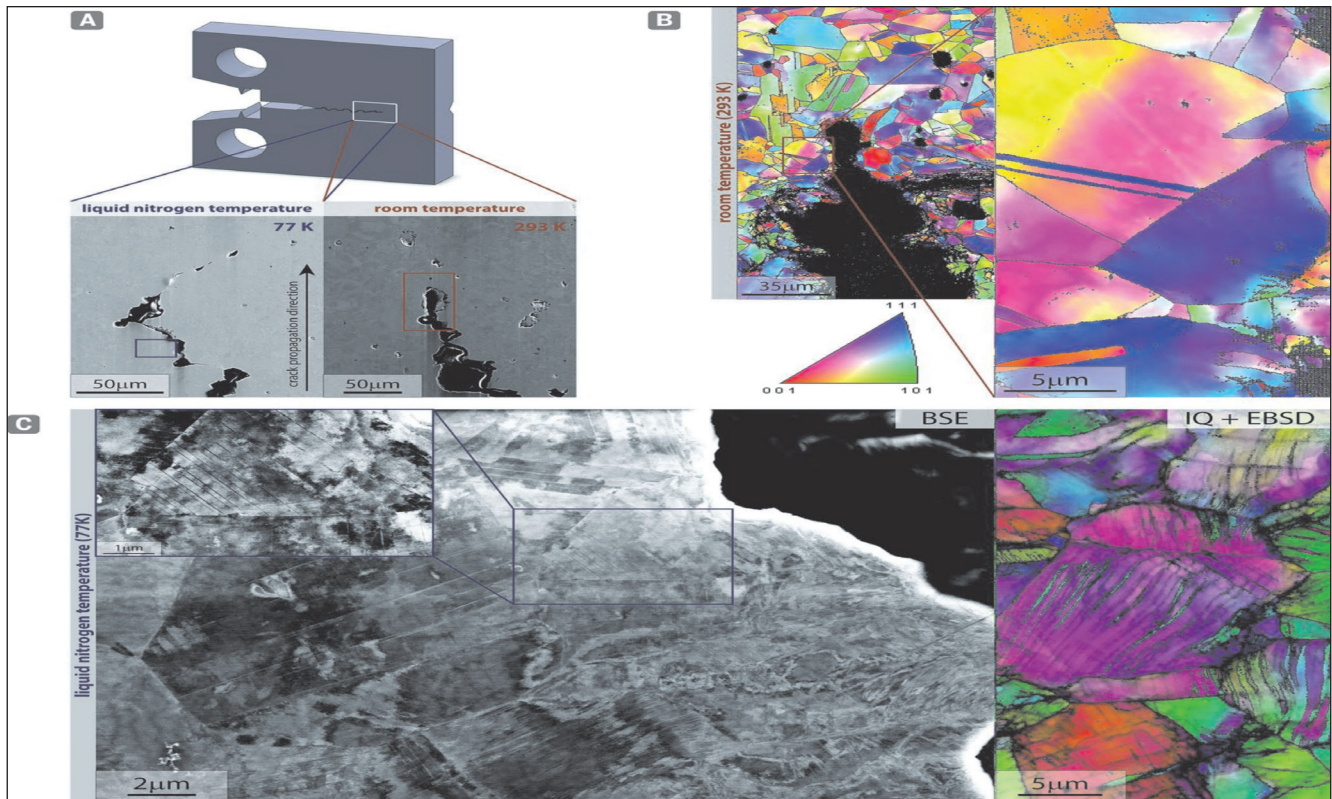 A
liquid nitrogen temperature
77 K
room temperature
293 K
crack propagation direction
50μm
50μm
B
room temperature (293 K)
35μm
111
001
101
5μm
C
liquid nitrogen temperature (77K)
1μm
BSE
2μm
IQ + EBSD
5μm